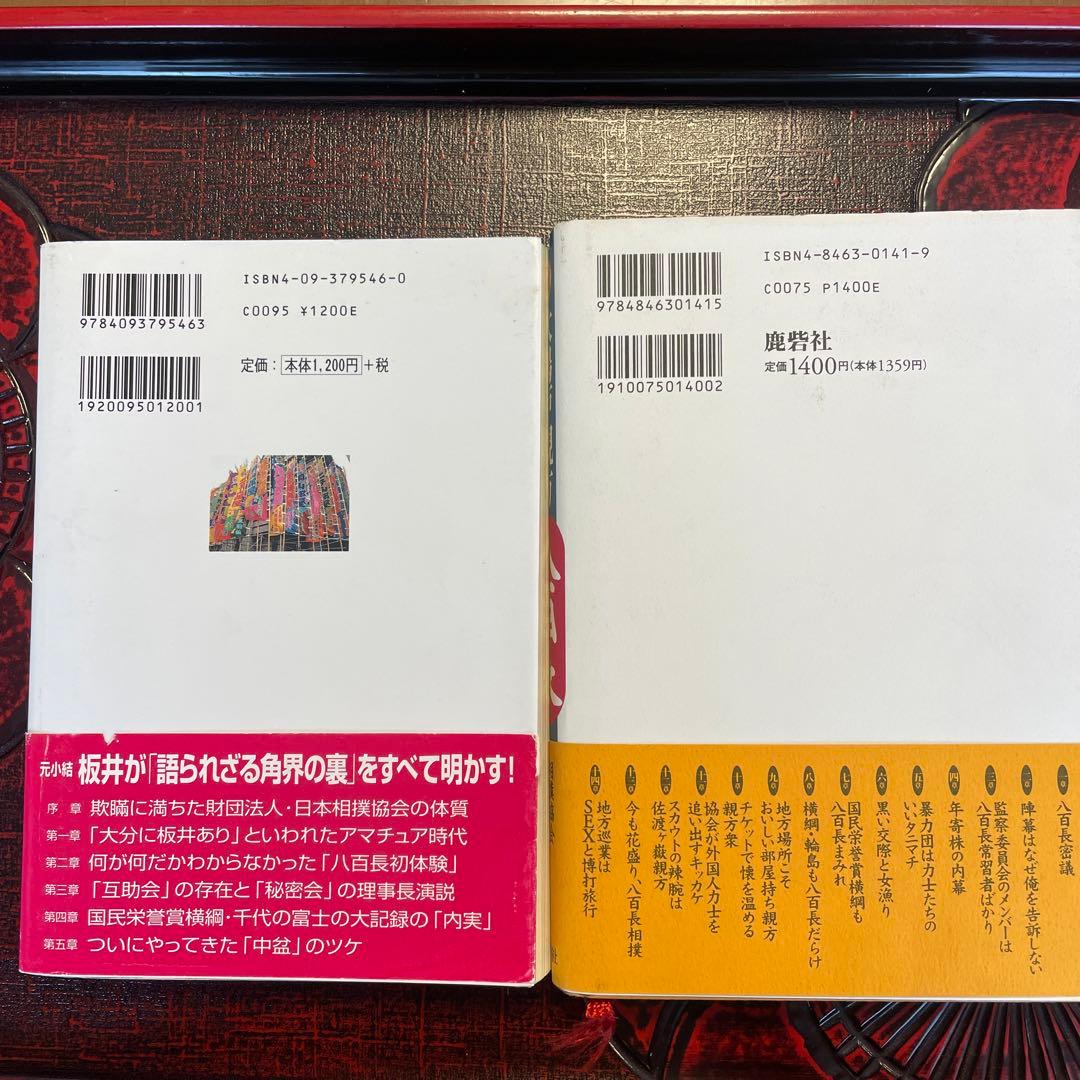 ISBN4-09-379546-0
C0095 ¥1200E
9784093795463
定価：本体1,200円+税
1920095012001
元小結 板井が「語られざる角界の裏」をすべて明かす！
序 章 欺瞞に満ちた財団法人・日本相撲協会の体質
第一章 「大分に板井あり」といわれたアマチュア時代
第二章 何が何だかわからなかった「八百長初体験」
第三章 「互助会」の存在と「秘密会」の理事長演説
第四章 国民栄誉賞横綱・千代の富士の大記録の「内実」
第五章 ついにやってきた「中盆」のツケ
ISBN4-8463-0141-9
C0075 P1400E
9784846301415
鹿砦社
定価1400円(本体1359円)
1910075014002
一章 八百長密議
二章 陣幕はなぜ俺を告訴しない
三章 監察委員会のメンバーは
八百長常習者ばかり
四章 年寄株の内幕
五章 暴力団は力士たちの
いいタニマチ
六章 黒い交際と女漁り
七章 国民栄誉賞横綱も
八百長まみれ
八章 横綱・輪島も八百長だらけ
九章 地方場所こそ
おいしい部屋持ち親方
十章 チケットで懐を温める
親方衆
十一章 協会が外国人力士を
追い出すキッカケ
十二章 スカウトの辣腕は
佐渡ヶ嶽親方
十三章 今も花盛り、八百長相撲
十四章 地方巡業は
SEXと博打旅行